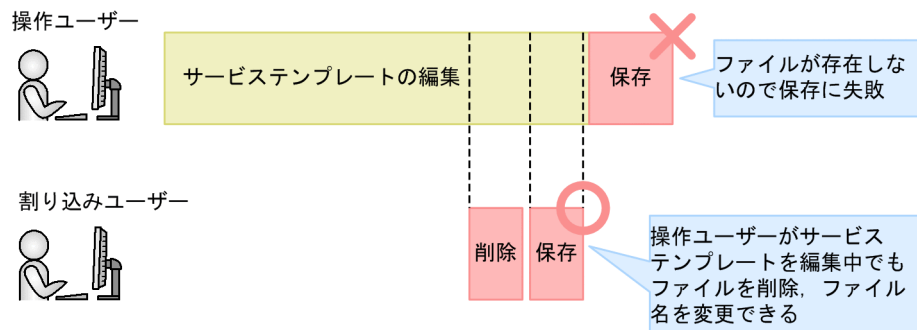 操作ユーザー
サービステンプレートの編集
保存
ファイルが存在しな
いので保存に失敗
割り込みユーザー
削除
保存
操作ユーザーがサービス
テンプレートを編集中でも
ファイルを削除，ファイル
名を変更できる